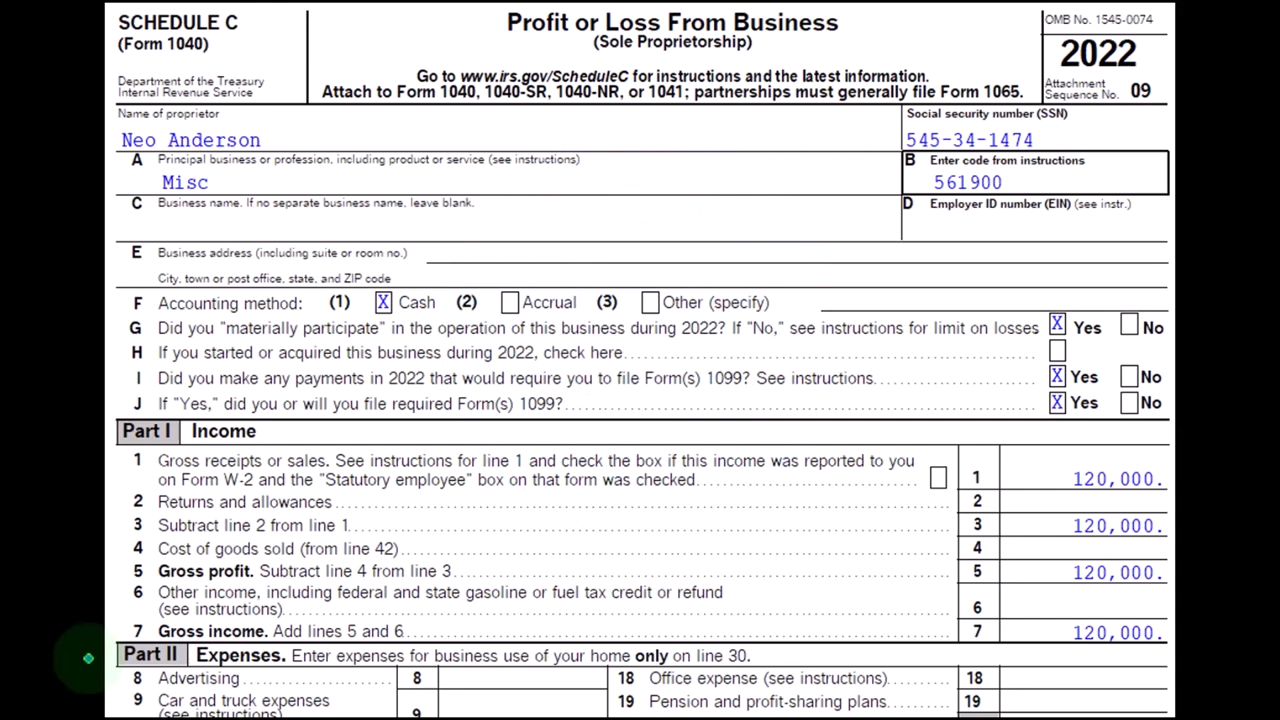 SCHEDULE C
(Form 1040)
Department of the Treasury
Internal Revenue Service
Profit or Loss From Business
(Sole Proprietorship)
Go to www.irs.gov/ScheduleC for instructions and the latest information.
Attach to Form 1040, 1040-SR, 1040-NR, or 1041; partnerships must generally file Form 1065.
OMB No. 1545-0074
2022
Attachment
Sequence No. 09
Name of proprietor
Neo Anderson
Social security number (SSN)
545-34-1474
A Principal business or profession, including product or service (see instructions)
Misc
B Enter code from instructions
561900
C Business name. If no separate business name, leave blank.
D Employer ID number (EIN) (see instr.)
E Business address (including suite or room no.)
City, town or post office, state, and ZIP code
F Accounting method: (1) X Cash (2) Accrual (3) Other (specify)
G Did you "materially participate" in the operation of this business during 2022? If "No," see instructions for limit on losses X Yes No
H If you started or acquired this business during 2022, check here
I Did you make any payments in 2022 that would require you to file Form(s) 1099? See instructions. X Yes No
J If "Yes," did you or will you file required Form(s) 1099? X Yes No
Part I Income
1 Gross receipts or sales. See instructions for line 1 and check the box if this income was reported to you
on Form W-2 and the "Statutory employee" box on that form was checked 1 120,000.
2 Returns and allowances 2
3 Subtract line 2 from line 1 3 120,000.
4 Cost of goods sold (from line 42) 4
5 Gross profit. Subtract line 4 from line 3 5 120,000.
6 Other income, including federal and state gasoline or fuel tax credit or refund
(see instructions) 6
7 Gross income. Add lines 5 and 6 7 120,000.
Part II Expenses. Enter expenses for business use of your home only on line 30.
8 Advertising 8
18 Office expense (see instructions) 18
9 Car and truck expenses
(see instructions) 9
19 Pension and profit-sharing plans 19